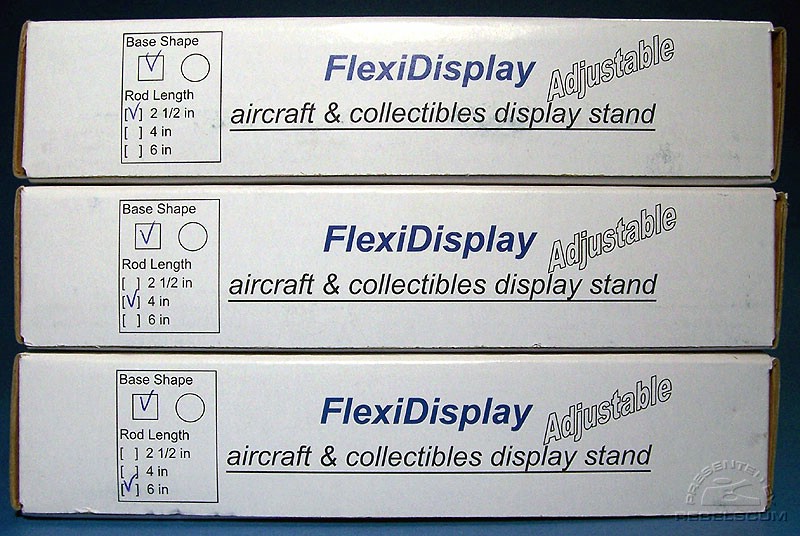 Base Shape
Rod Length
[✓] 2 1/2 in
[ ] 4 in
[ ] 6 in
FlexiDisplay Adjustable
aircraft & collectibles display stand
Base Shape
Rod Length
[ ] 2 1/2 in
[✓] 4 in
[ ] 6 in
FlexiDisplay Adjustable
aircraft & collectibles display stand
Base Shape
Rod Length
[ ] 2 1/2 in
[ ] 4 in
[✓] 6 in
FlexiDisplay Adjustable
aircraft & collectibles display stand
REBELSCUM